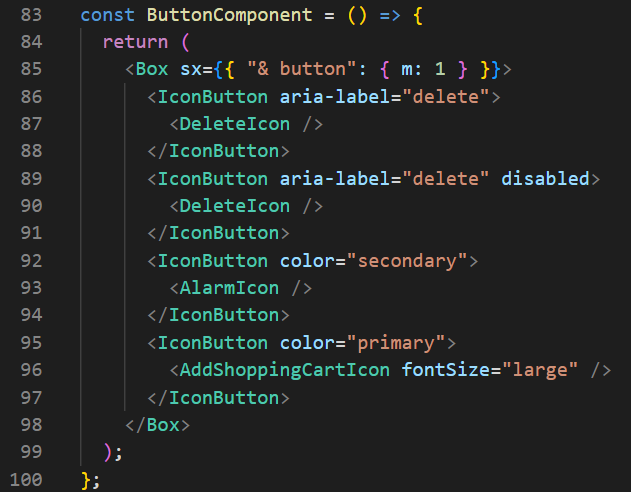 83 const ButtonComponent = () => {
84 return (
85 <Box sx={{ "& button": { m: 1 } }}>
86 <IconButton aria-label="delete">
87 <DeleteIcon />
88 </IconButton>
89 <IconButton aria-label="delete" disabled>
90 <DeleteIcon />
91 </IconButton>
92 <IconButton color="secondary">
93 <AlarmIcon />
94 </IconButton>
95 <IconButton color="primary">
96 <AddShoppingCartIcon fontSize="large" />
97 </IconButton>
98 </Box>
99 );
100 };